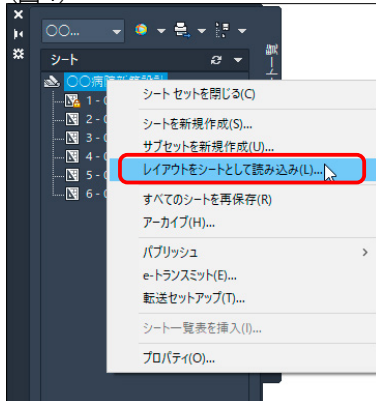 ○○...
シート
○○病院新築設計
1 - 
2 - 
3 - 
4 - 
5 - 
6 - 
シート セットを閉じる(C)
シートを新規作成(S)...
サブセットを新規作成(U)...
レイアウトをシートとして読み込み(L)...
すべてのシートを再保存(R)
アーカイブ(H)...
パブリッシュ
e-トランスミット(E)...
転送セットアップ(T)...
シート一覧表を挿入(I)...
プロパティ(O)...